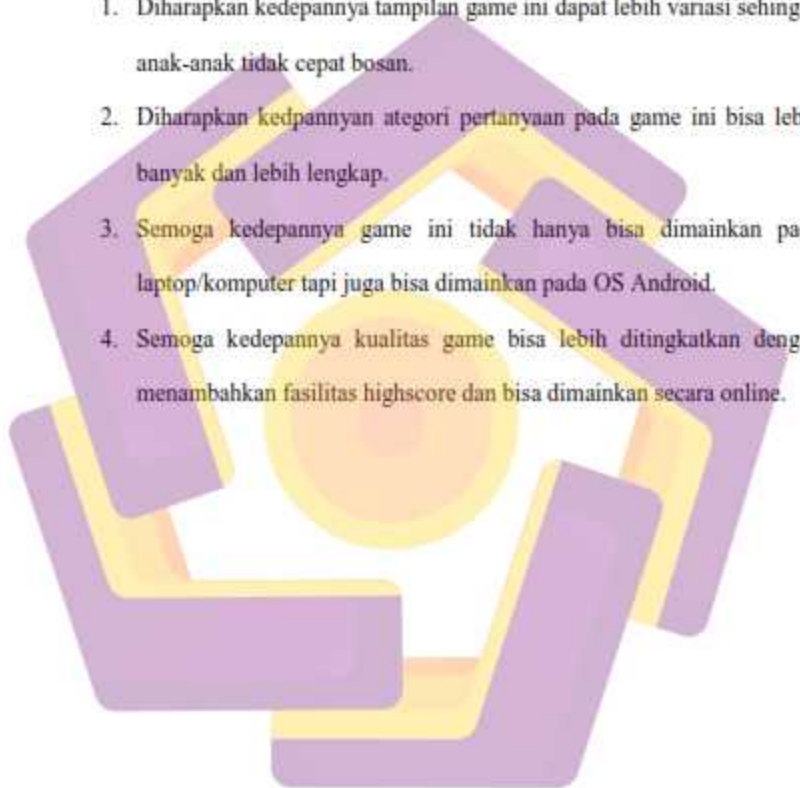 1. Diharapkan kedepannya tampilan game ini dapat lebih variasi sehing
anak-anak tidak cepat bosan.
2. Diharapkan kedpannyan ategori pertanyaan pada game ini bisa leb
banyak dan lebih lengkap.
3. Semoga kedepannya game ini tidak hanya bisa dimainkan pa
laptop/komputer tapi juga bisa dimainkan pada OS Android.
4. Semoga kedepannya kualitas game bisa lebih ditingkatkan deng
menambahkan fasilitas highscore dan bisa dimainkan secara online.